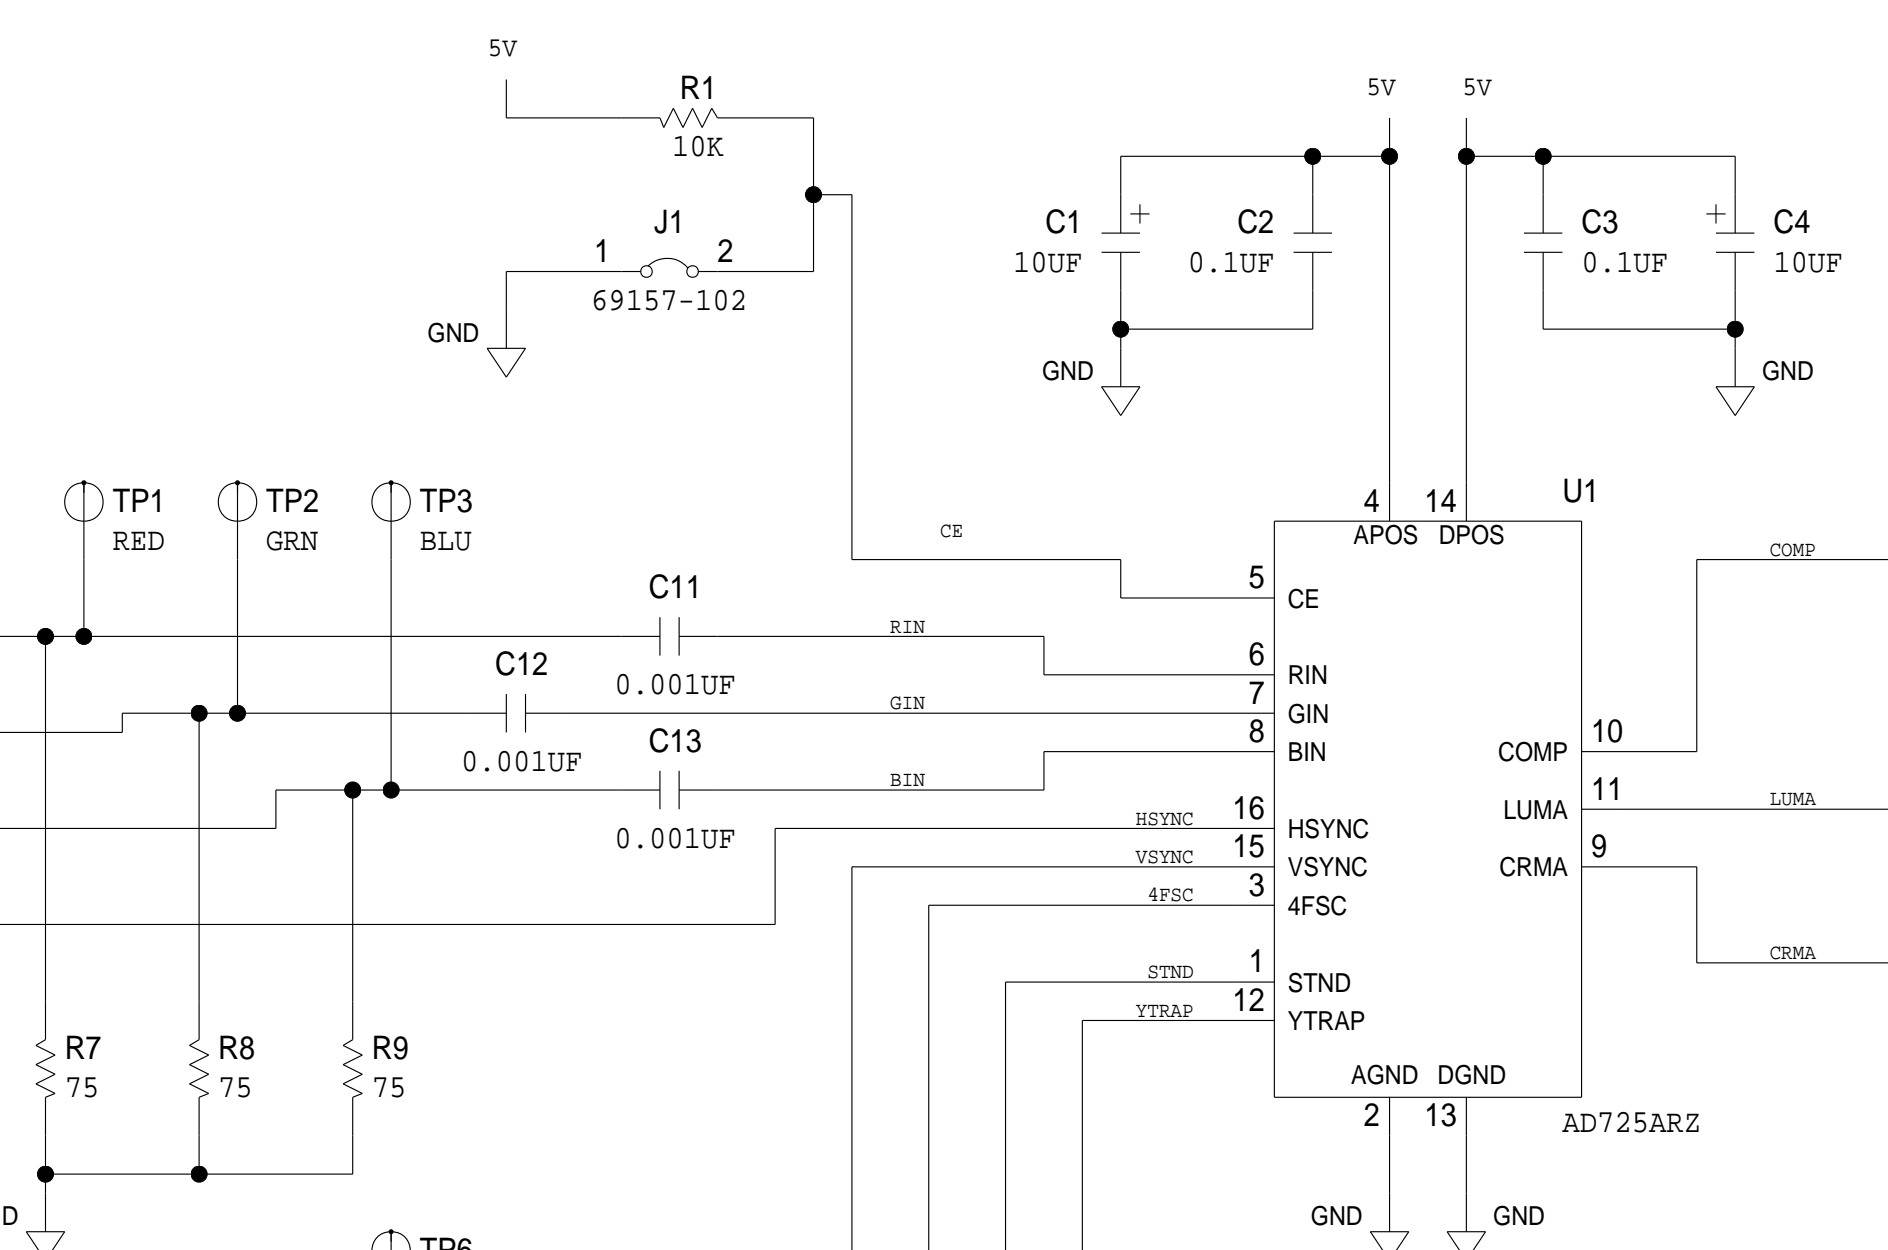 5V
R1
10K
J1
1 2
69157-102
GND
5V 5V
C1 +
10UF
C2
0.1UF
C3
0.1UF
+ C4
10UF
GND
GND
TP1
RED
TP2
GRN
TP3
BLU
CE
C11
0.001UF
RIN
C12
0.001UF
GIN
C13
0.001UF
BIN
HSYNC
VSYNC
4FSC
STND
YTRAP
U1
4 14
APOS DPOS
5 CE
6 RIN
7 GIN
8 BIN
16 HSYNC
15 VSYNC
3 4FSC
1 STND
12 YTRAP
COMP 10
LUMA 11
CRMA 9
AGND DGND
2 13
AD725ARZ
COMP
LUMA
CRMA
R7
75
R8
75
R9
75
D
GND GND
TP6